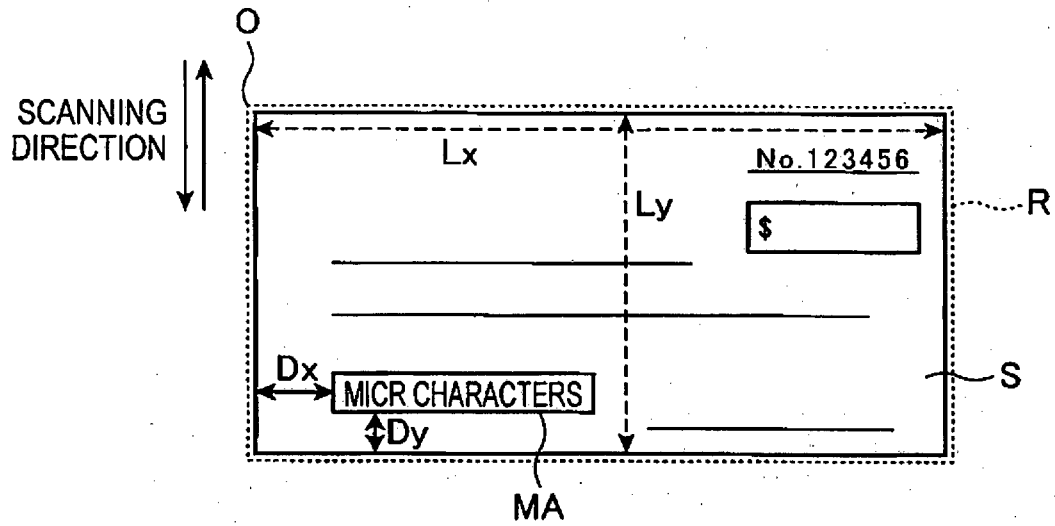 O
SCANNING
DIRECTION
Lx
No.123456
Ly
R
$
Dx
MICR CHARACTERS
S
Dy
MA